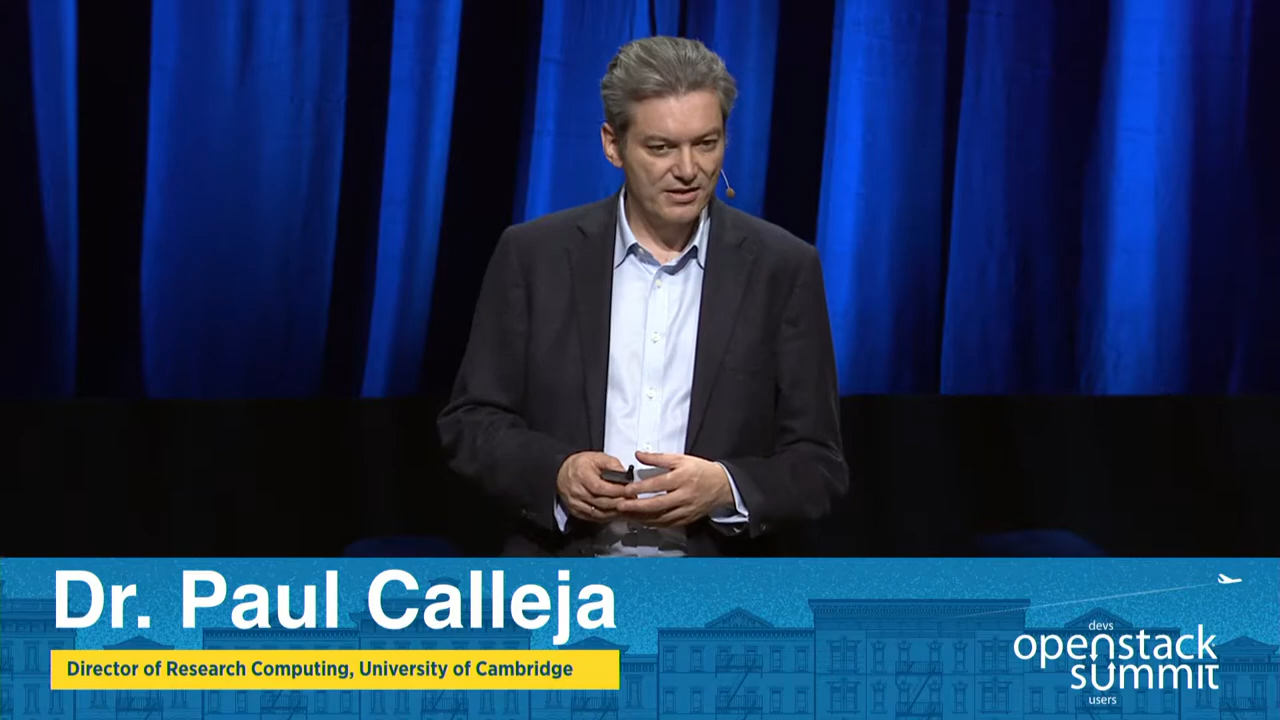 Dr. Paul Calleja
Director of Research Computing, University of Cambridge
devs
openstack
summit
users